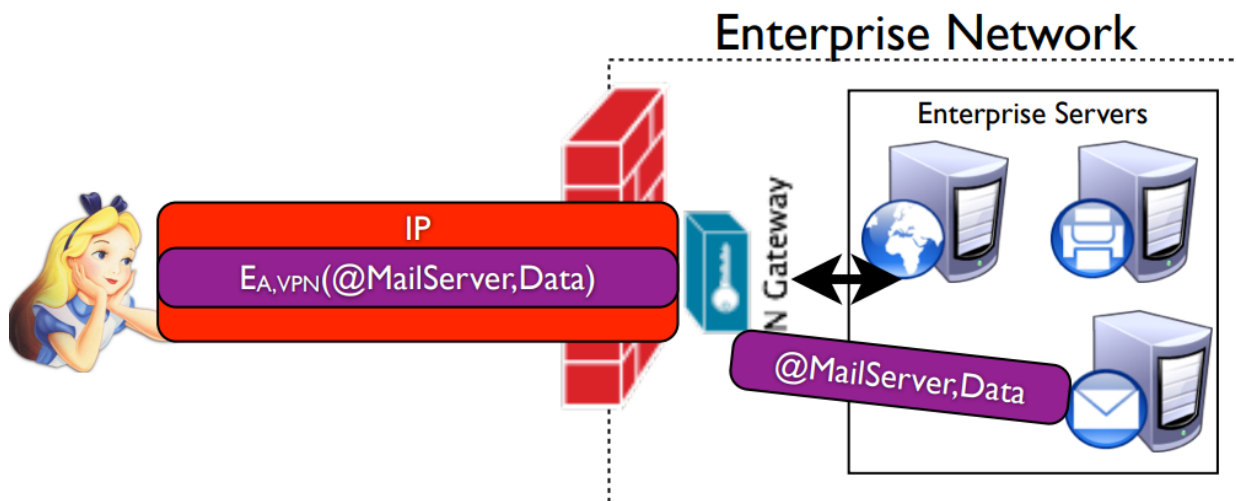 Enterprise Network
Enterprise Servers
IP
EA,VPN(@MailServer,Data)
N Gateway
@MailServer,Data